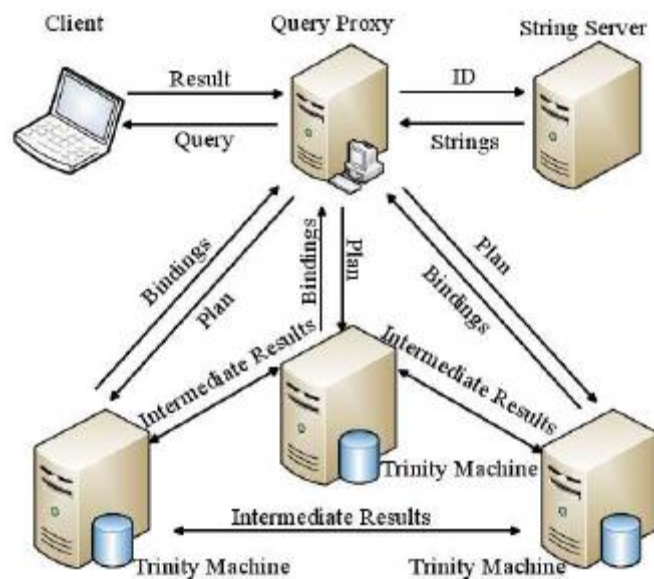 Client
Query Proxy
String Server
Result
ID
Query
Strings
Bindings
Plan
Bindings
Plan
Plan
Bindings
Intermediate Results
Intermediate Results
Trinity Machine
Intermediate Results
Trinity Machine
Trinity Machine